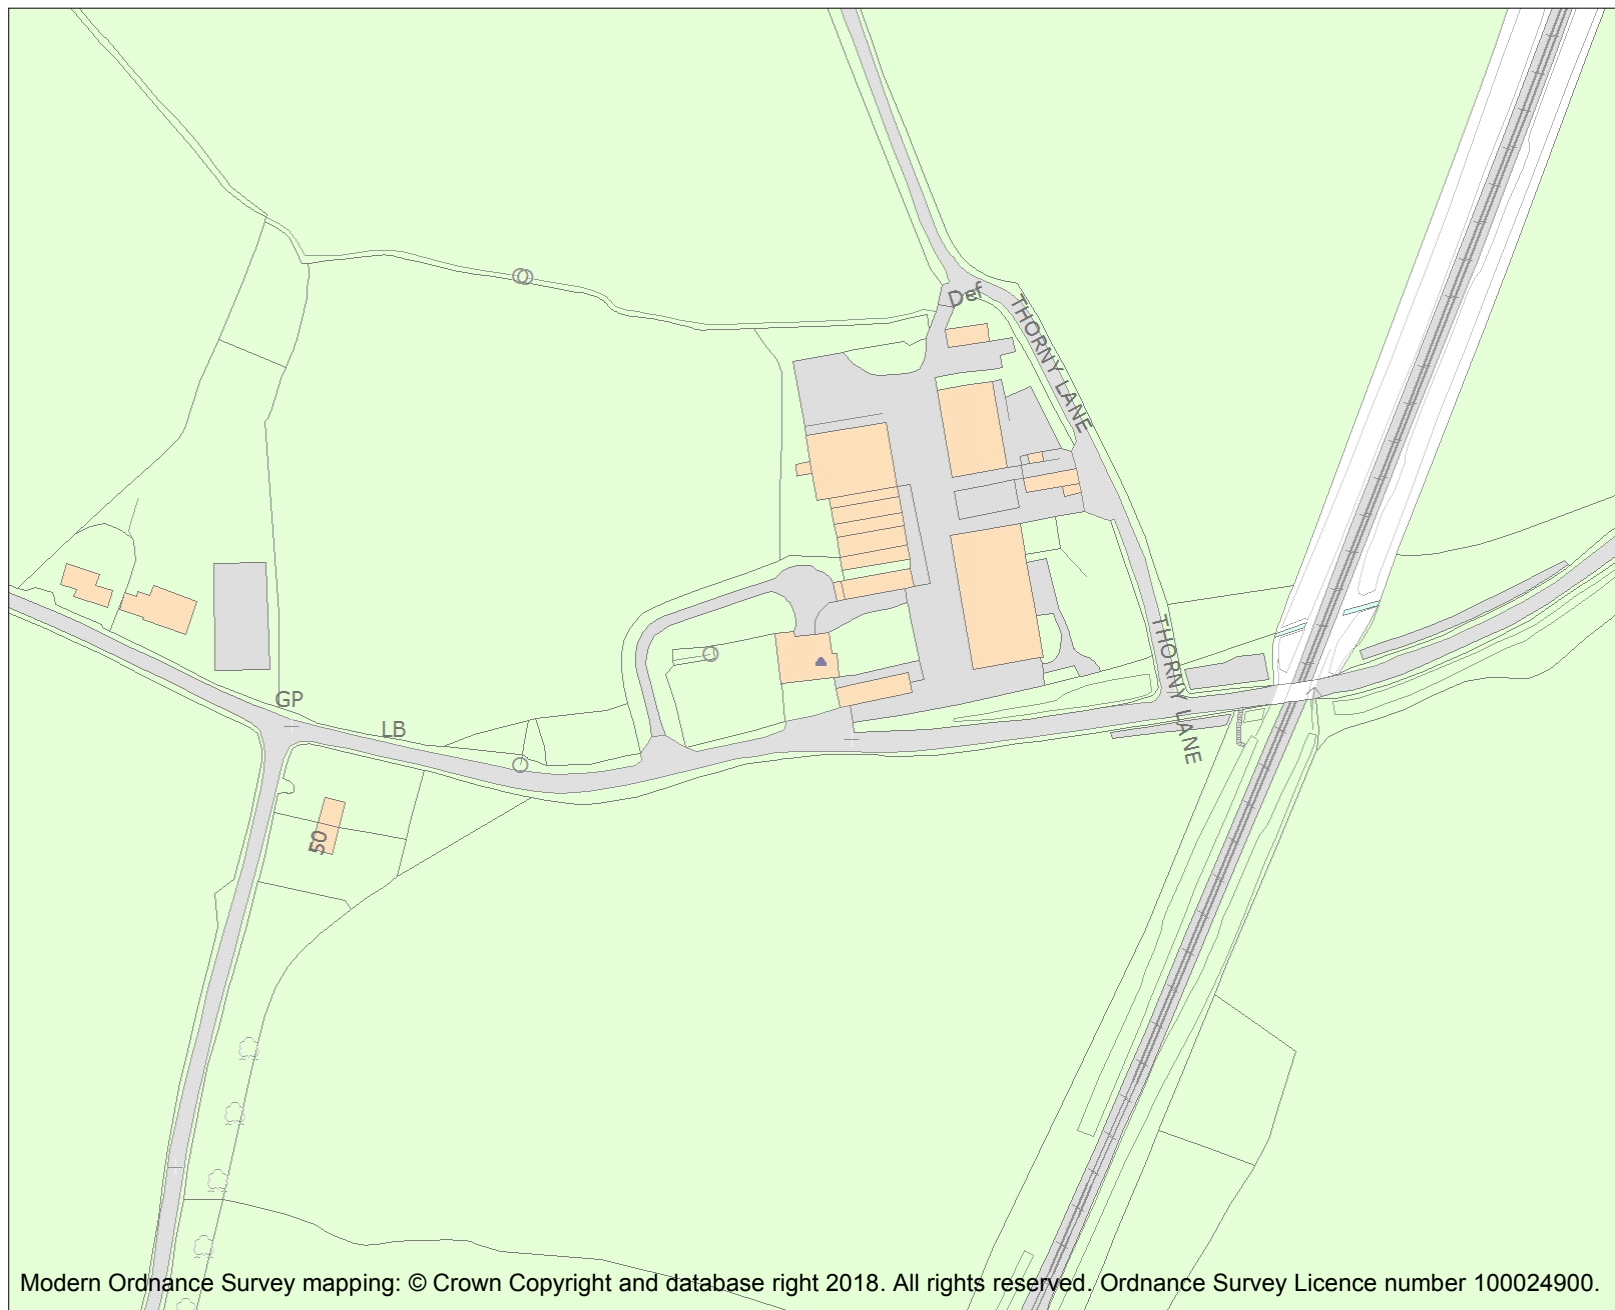 Def
THORNY LANE
THORNY LANE
GP
LB
50
Modern Ordnance Survey mapping: © Crown Copyright and database right 2018. All rights reserved. Ordnance Survey Licence number 100024900.